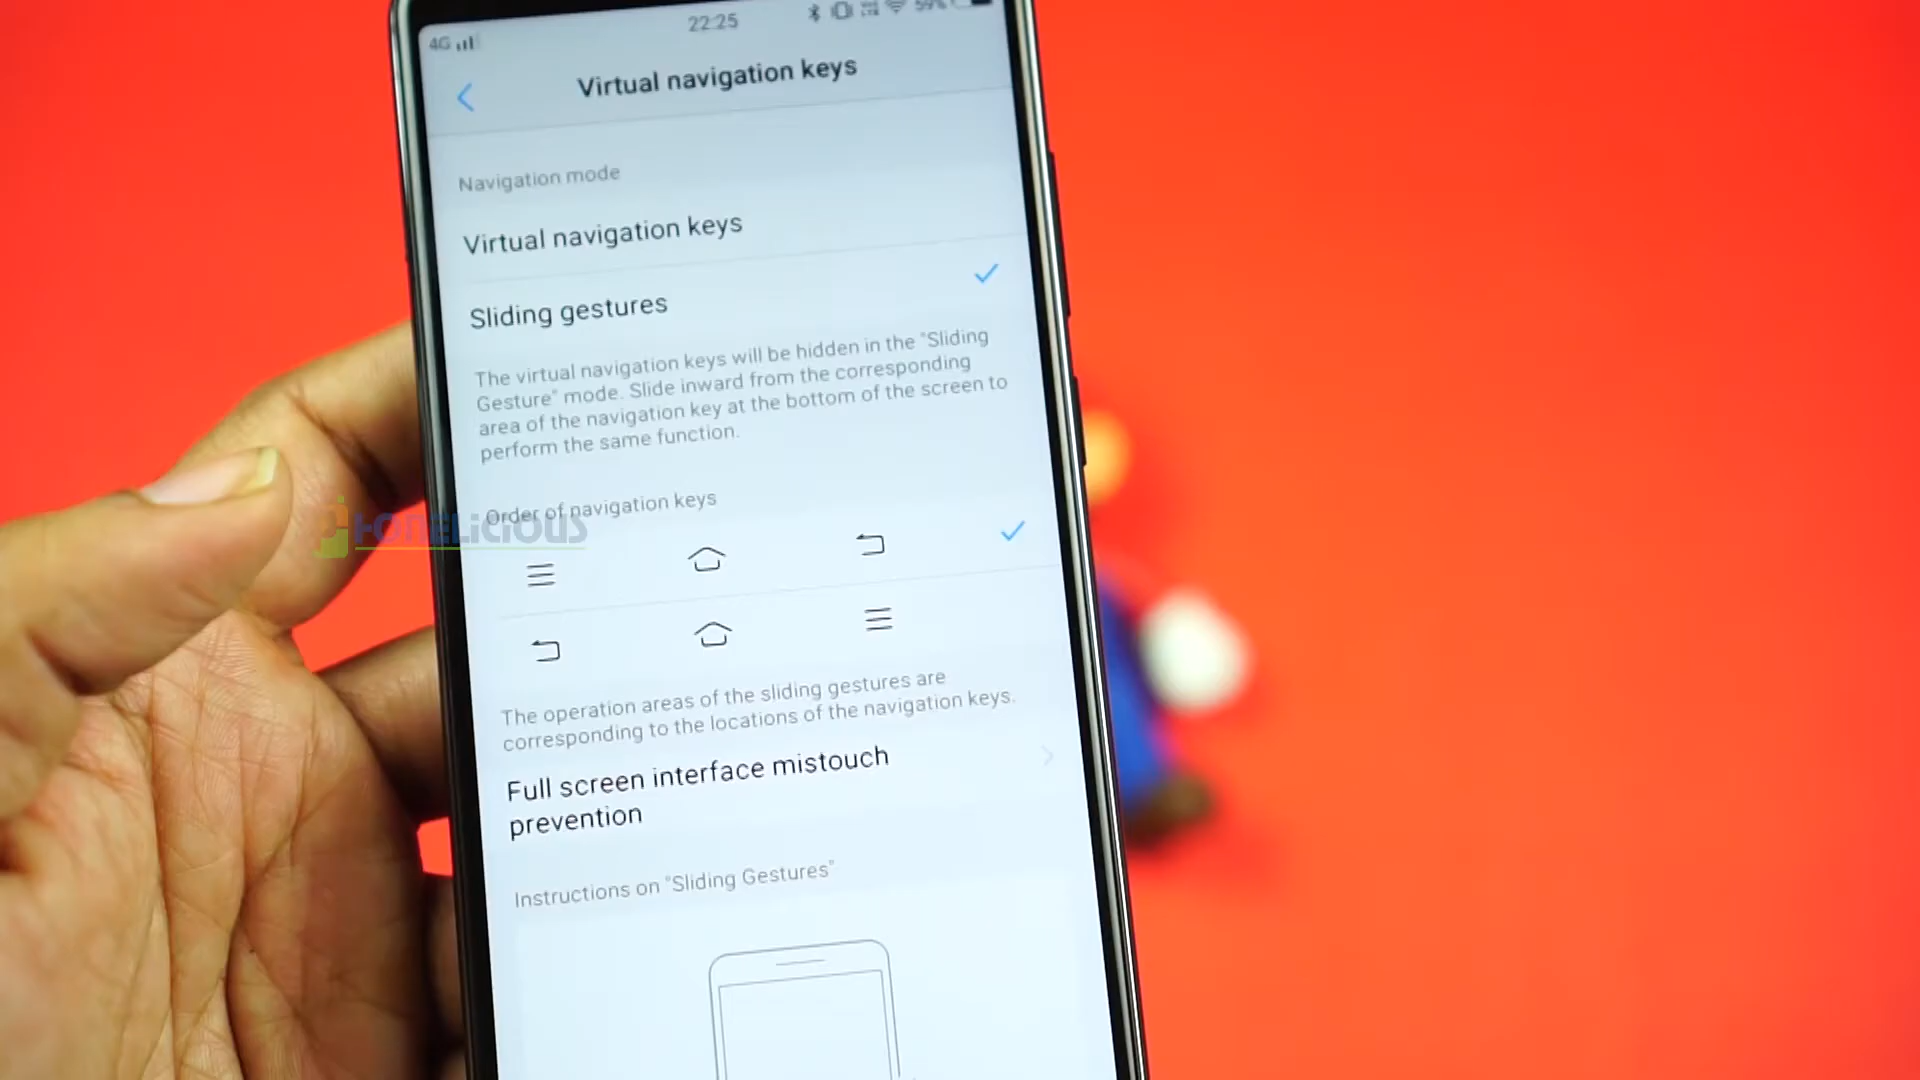 4G 22:25 59%
Virtual navigation keys
Navigation mode
Virtual navigation keys
Sliding gestures
The virtual navigation keys will be hidden in the "Sliding
Gesture" mode. Slide inward from the corresponding
area of the navigation key at the bottom of the screen to
perform the same function.
Order of navigation keys
PHONELICIOUS
The operation areas of the sliding gestures are
corresponding to the locations of the navigation keys.
Full screen interface mistouch
prevention
Instructions on "Sliding Gestures"